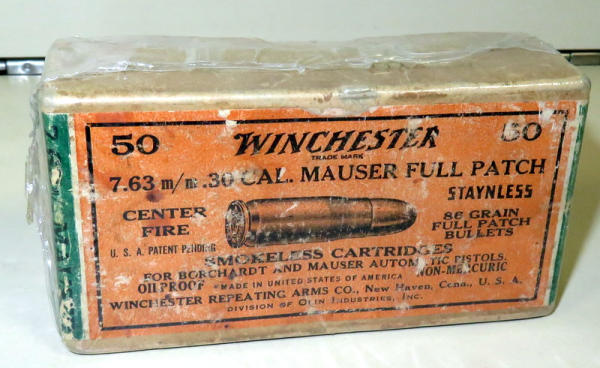 50 WINCHESTER 50
TRADE MARK
7.63 m/m .30 CAL. MAUSER FULL PATCH
STAYNLESS
CENTER
FIRE
U. S. A. PATENT PENDING
86 GRAIN
FULL PATCH
BULLETS
SMOKELESS CARTRIDGES
FOR BORCHARDT AND MAUSER AUTOMATIC PISTOLS.
OIL PROOF MADE IN UNITED STATES OF AMERICA NON-MERCURIC
WINCHESTER REPEATING ARMS CO., NEW HAVEN, CONN., U. S. A.
DIVISION OF OLIN INDUSTRIES, INC.